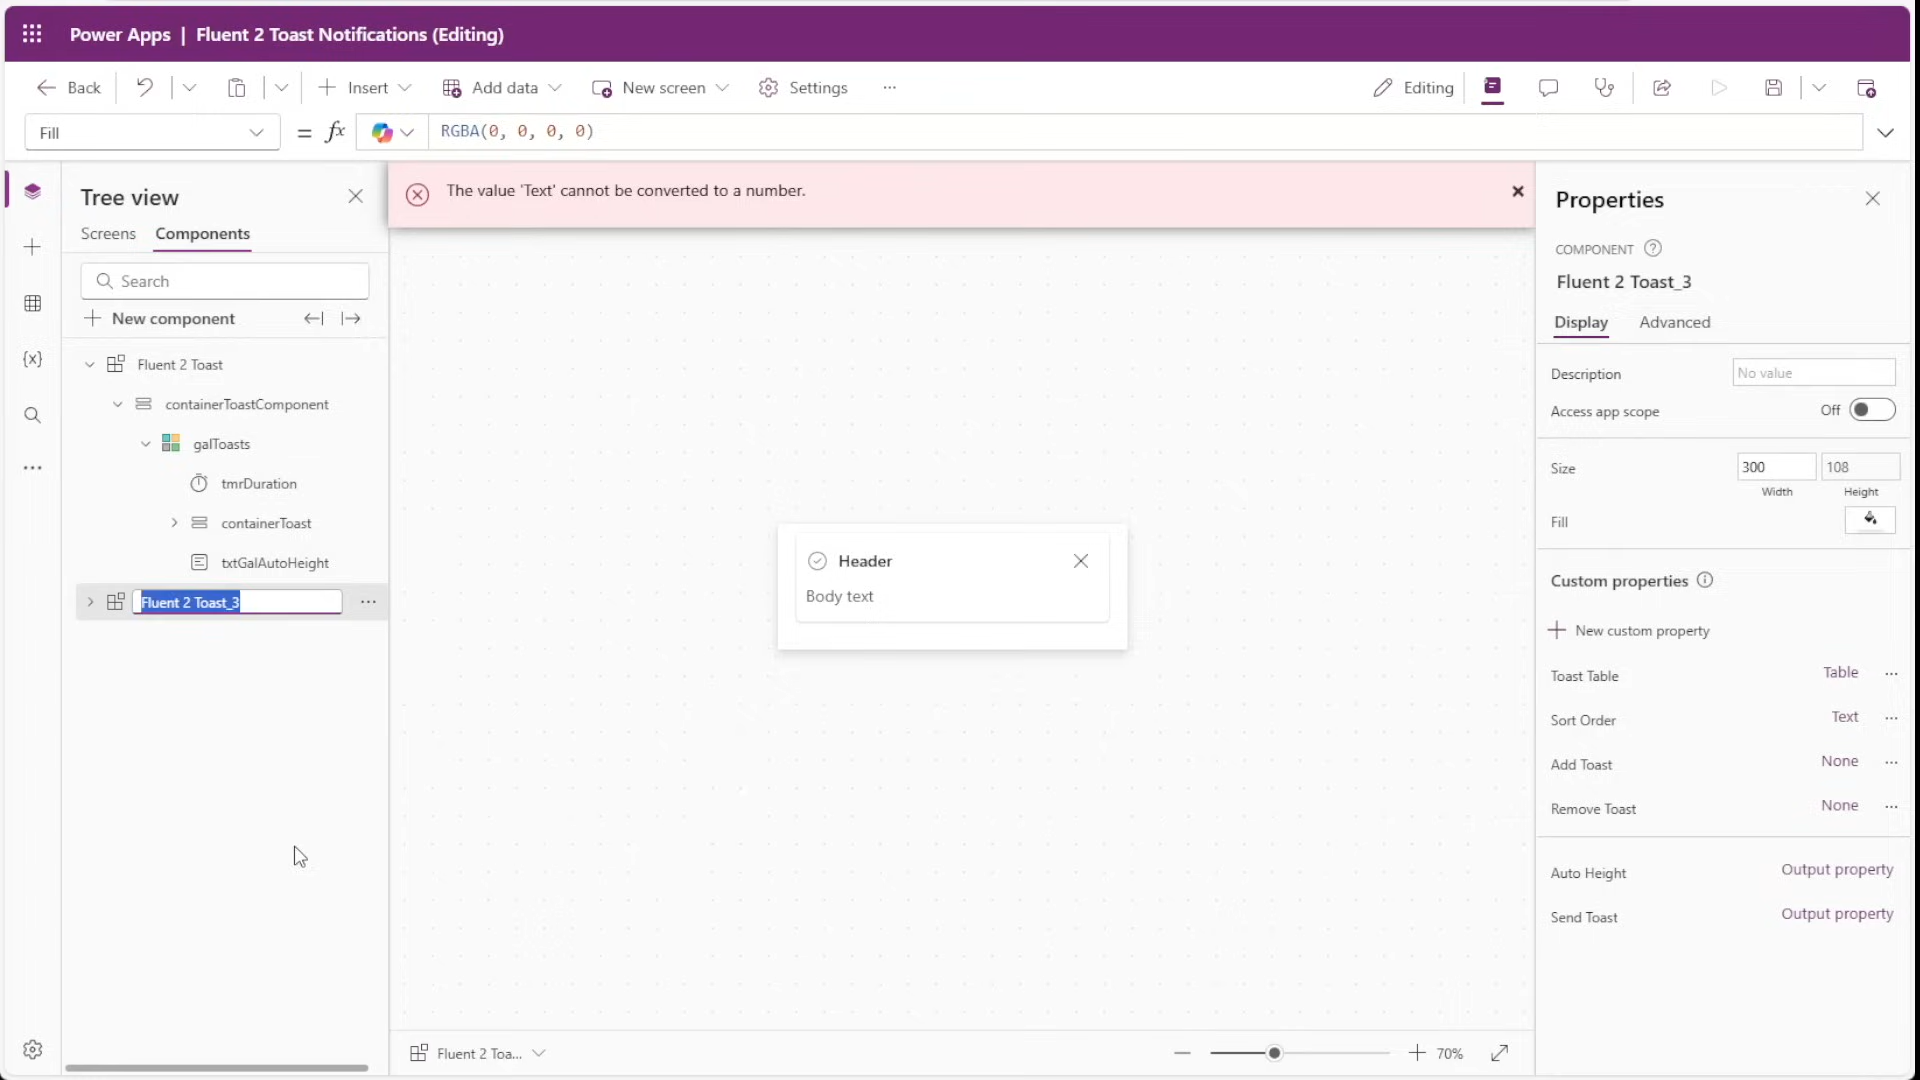 Power Apps | Fluent 2 Toast Notifications (Editing)
Back
Insert
Add data
New screen
Settings
Editing
Fill
= fx
RGBA(0, 0, 0, 0)
Tree view
Screens
Components
Search
New component
Fluent 2 Toast
containerToastComponent
galToasts
tmrDuration
containerToast
txtGalAutoHeight
Fluent 2 Toast_3
The value 'Text' cannot be converted to a number.
Header
Body text
Fluent 2 Toa...
70%
Properties
COMPONENT
Fluent 2 Toast_3
Display
Advanced
Description
No value
Access app scope
Off
Size
300
108
Width
Height
Fill
Custom properties
New custom property
Toast Table
Table
Sort Order
Text
Add Toast
None
Remove Toast
None
Auto Height
Output property
Send Toast
Output property